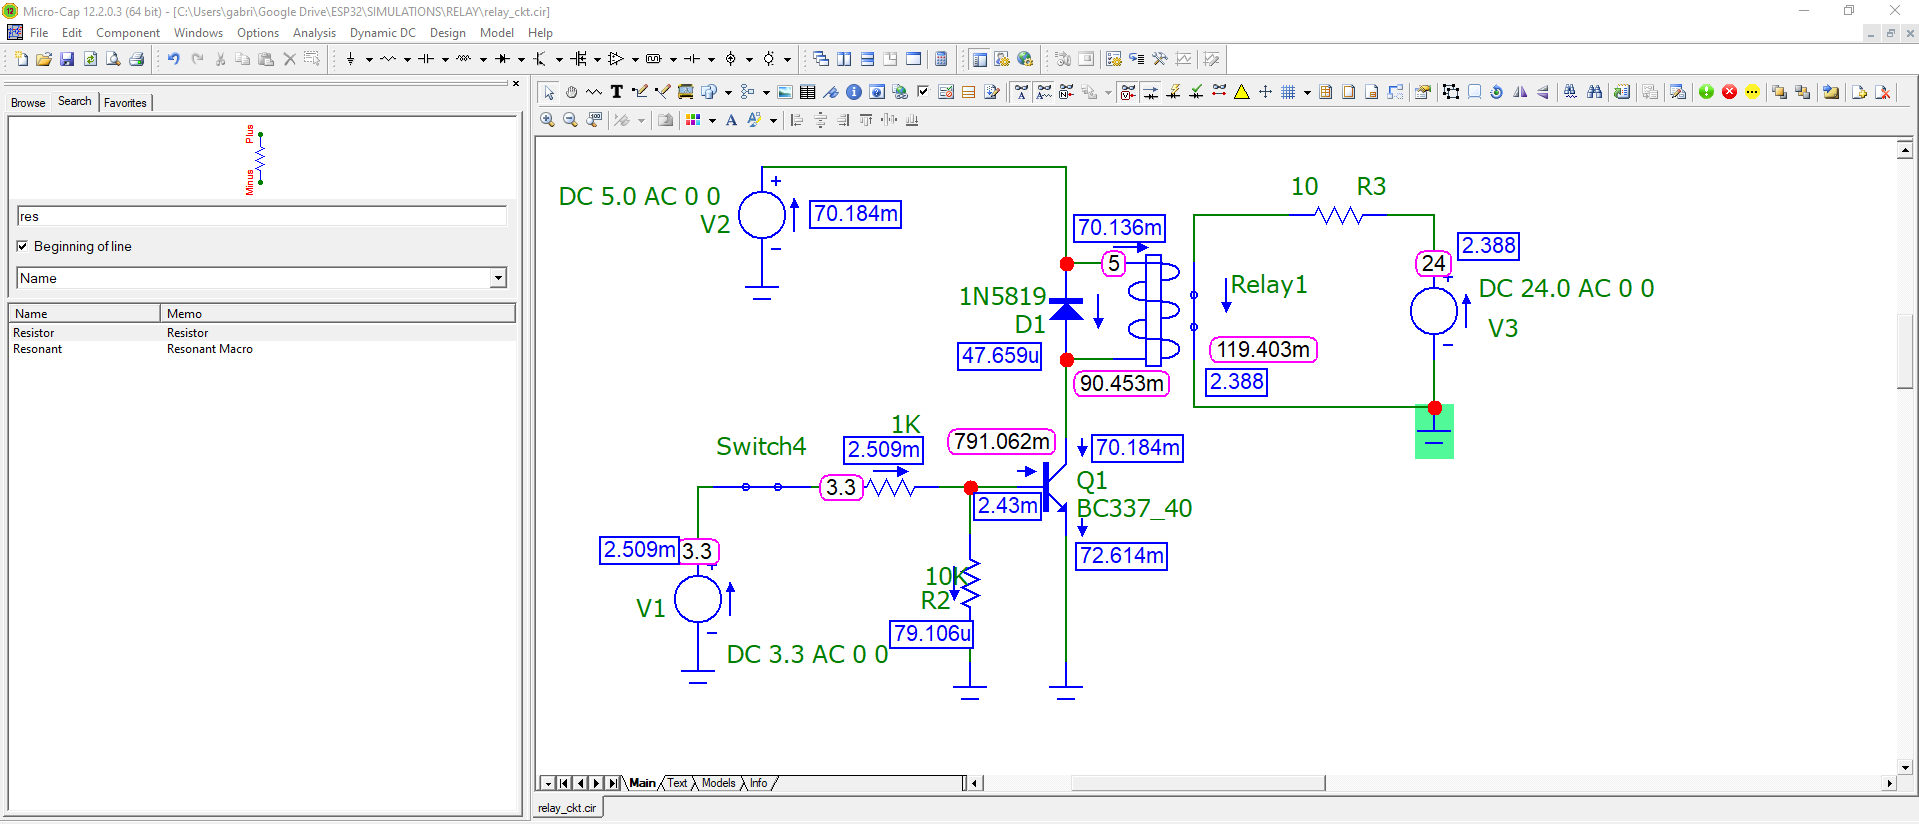 Micro-Cap 12.2.0.3 (64 bit) - [C:\Users\gabri\Google Drive\ESP32\SIMULATIONS\RELAY\relay_ckt.cir]
File Edit Component Windows Options Analysis Dynamic DC Design Model Help
Browse Search Favorites
Plus
Minus
res
Beginning of line
Name
Name Memo
Resistor Resistor
Resonant Resonant Macro
DC 5.0 AC 0 0
V2
70.184m
70.136m
5
1N5819
D1
47.659u
90.453m
10 R3
2.388
24
Relay1
DC 24.0 AC 0 0
V3
119.403m
2.388
Switch4
1K
2.509m
791.062m
70.184m
3.3
Q1
2.43m
BC337_40
2.509m
3.3
72.614m
10K
R2
V1
79.106u
DC 3.3 AC 0 0
Main Text Models Info
relay_ckt.cir